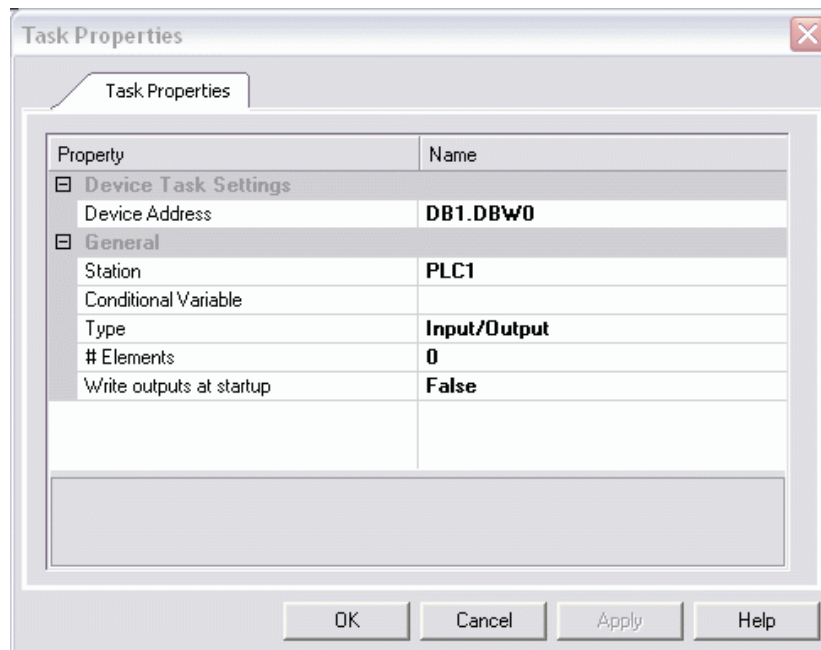 Task Properties
Task Properties
Property Name
Device Task Settings
Device Address DB1.DBW0
General
Station PLC1
Conditional Variable
Type Input/Output
# Elements 0
Write outputs at startup False
OK Cancel Apply Help